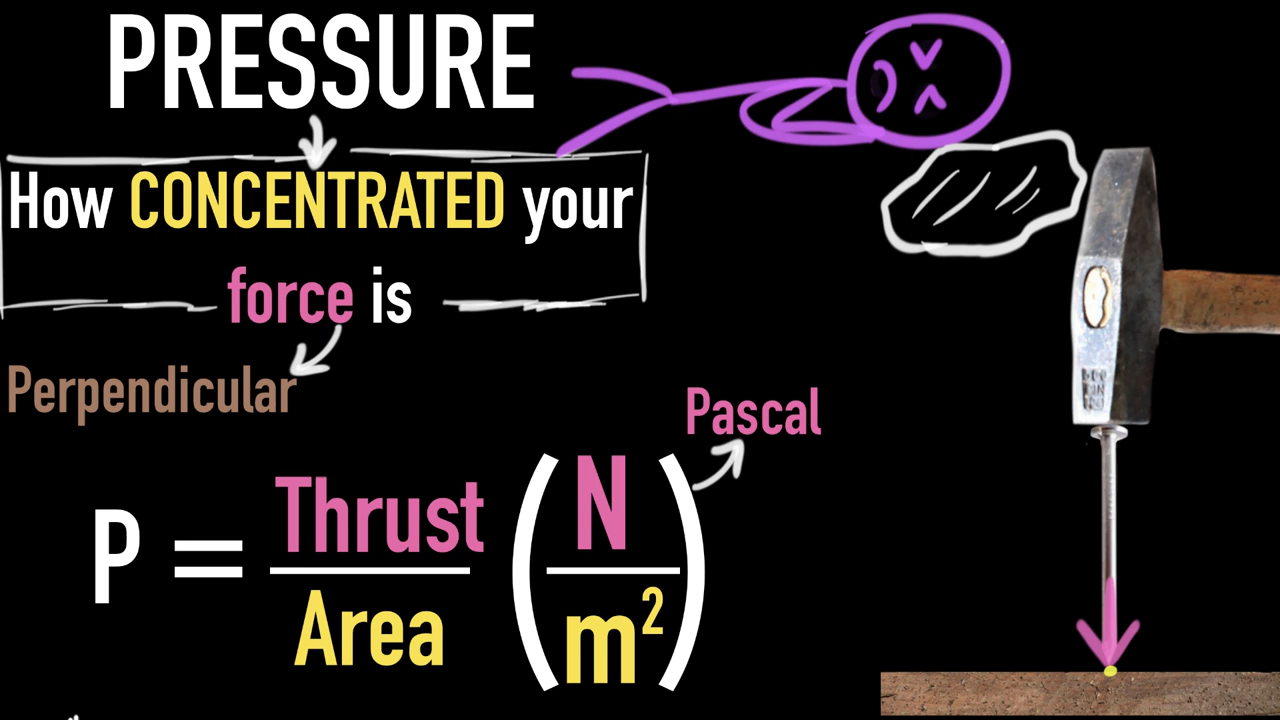 PRESSURE
How CONCENTRATED your
force is
Perpendicular
Pascal
P = Thrust / Area (N / m²)